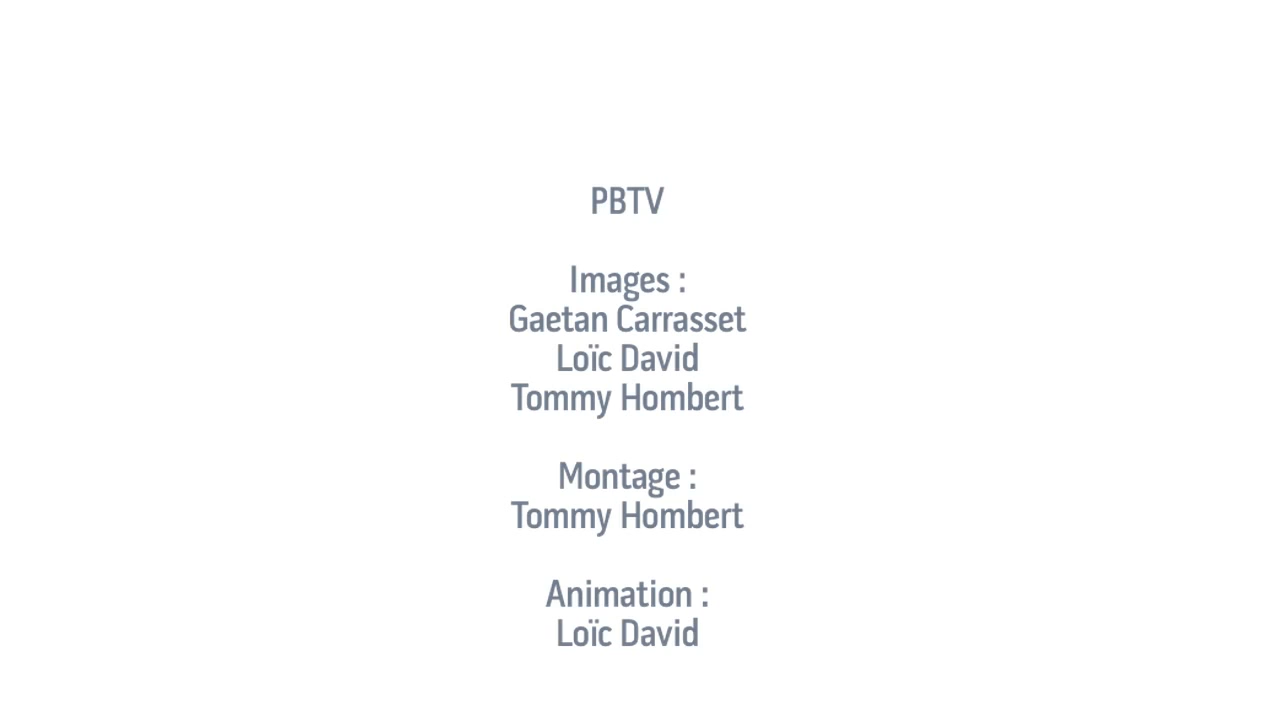 PBTV
Images :
Gaetan Carrasset
Loïc David
Tommy Hombert
Montage :
Tommy Hombert
Animation :
Loïc David